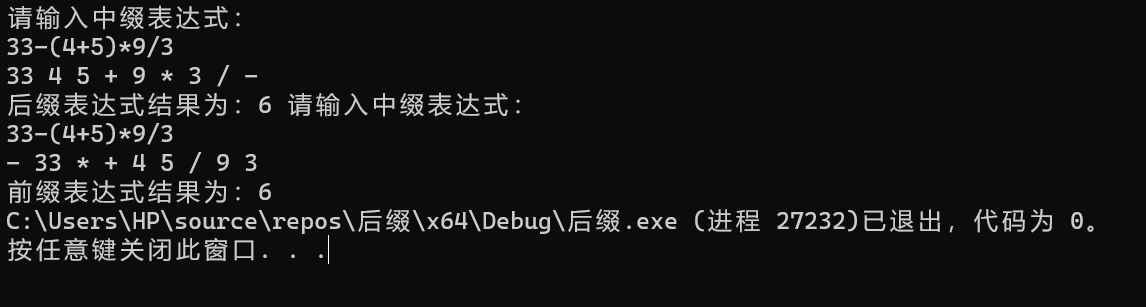 请输入中缀表达式：
33-(4+5)*9/3
33 4 5 + 9 * 3 / -
后缀表达式结果为：6 请输入中缀表达式：
33-(4+5)*9/3
- 33 * + 4 5 / 9 3
前缀表达式结果为：6
C:\Users\HP\source\repos\后缀\x64\Debug\后缀.exe (进程 27232)已退出，代码为 0。
按任意键关闭此窗口. . .